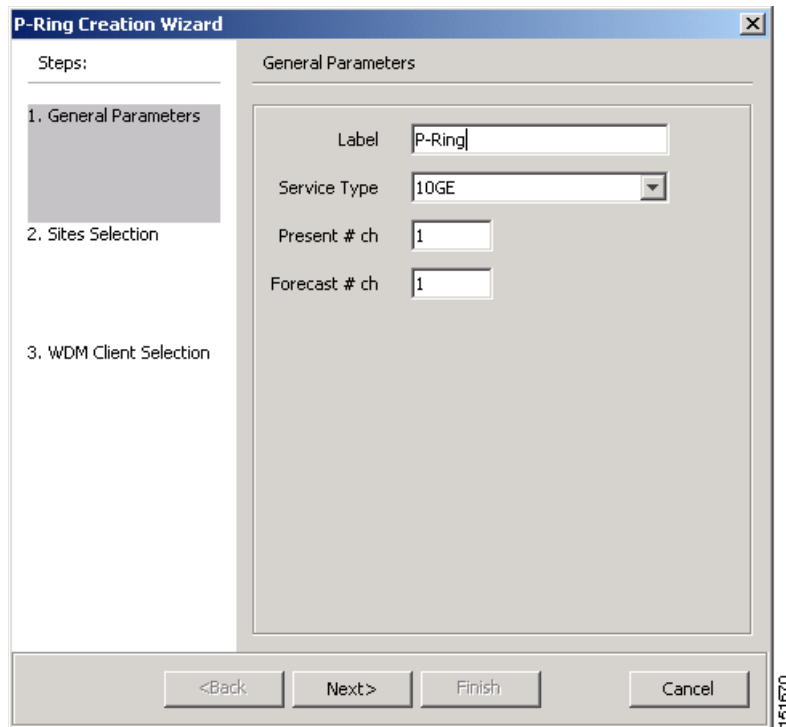 P-Ring Creation Wizard
Steps:
1. General Parameters
2. Sites Selection
3. WDM Client Selection
General Parameters
Label P-Ring
Service Type 10GE
Present # ch 1
Forecast # ch 1
<Back Next> Finish Cancel
151670